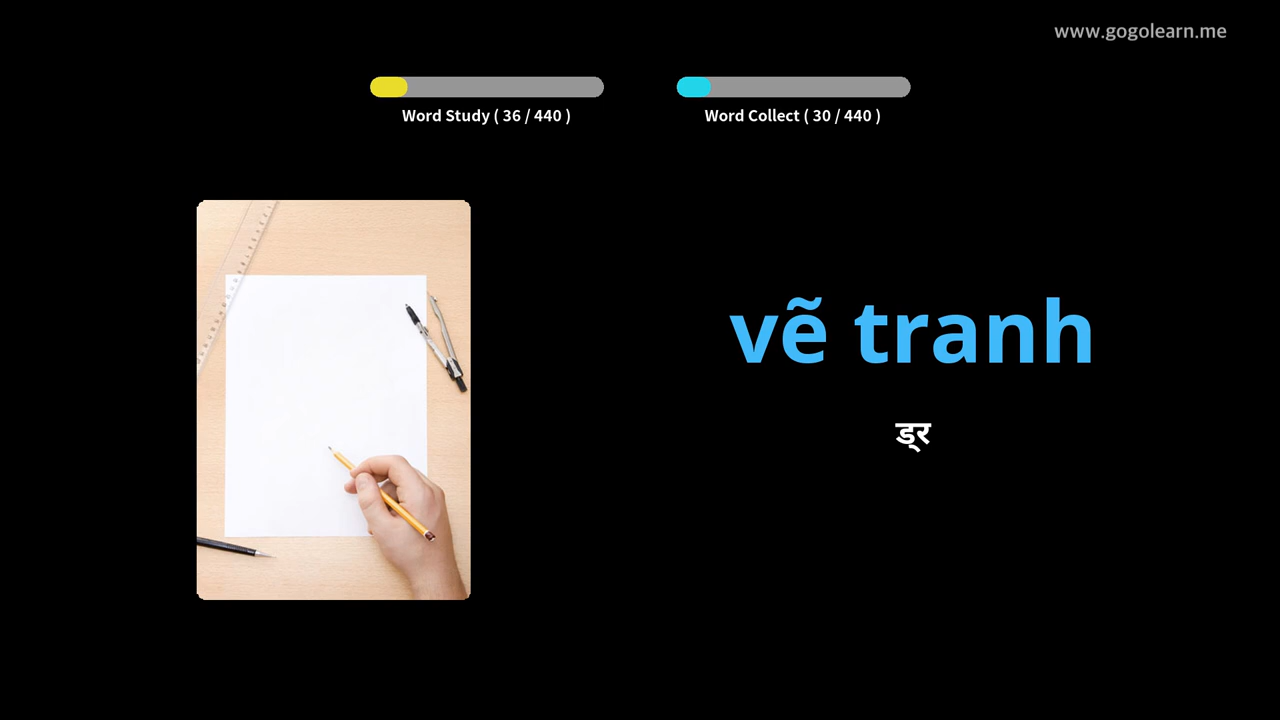 www.gogolearn.me
Word Study ( 36 / 440 )
Word Collect ( 30 / 440 )
vẽ tranh
ड्र